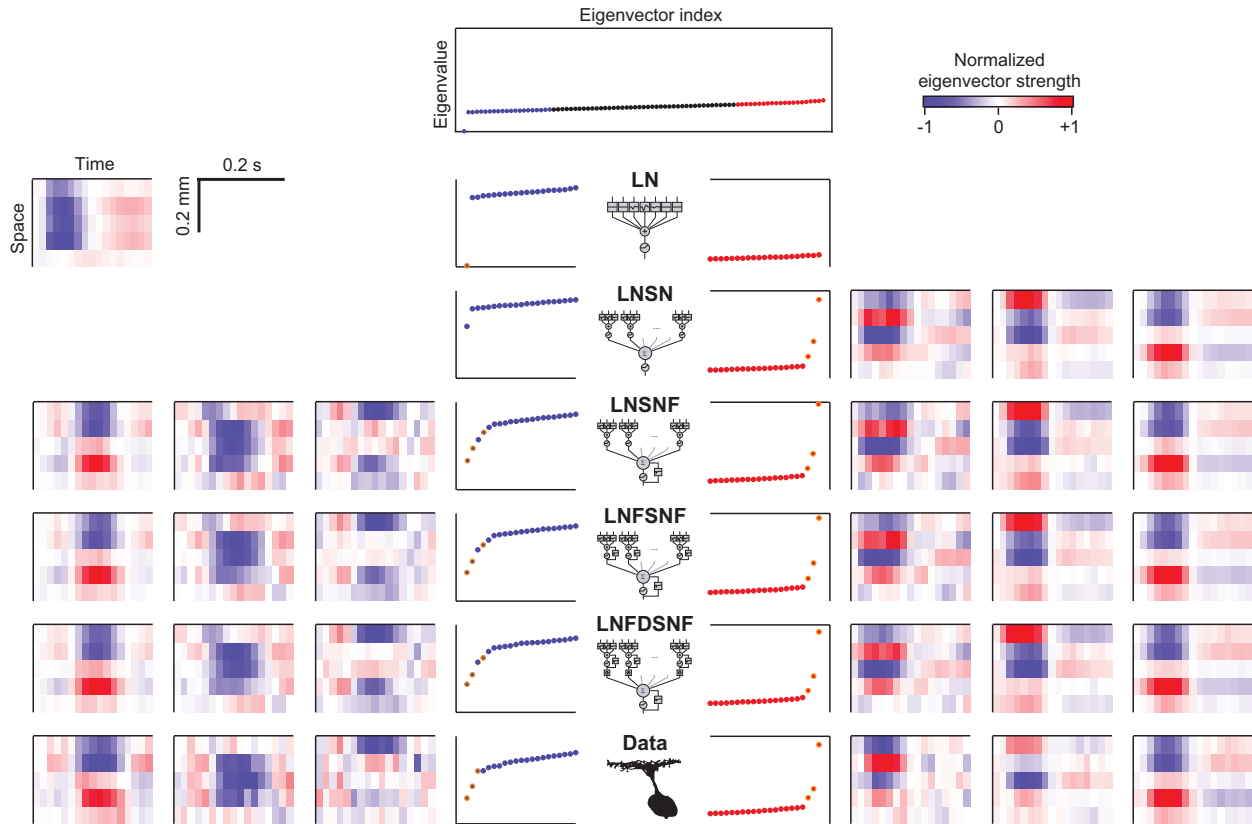 Eigenvector index
Eigenvalue
Normalized
eigenvector strength
-1 0 +1
Time
0.2 s
Space
0.2 mm
LN
LNSN
LNSNF
LNFSNF
LNFDSNF
Data